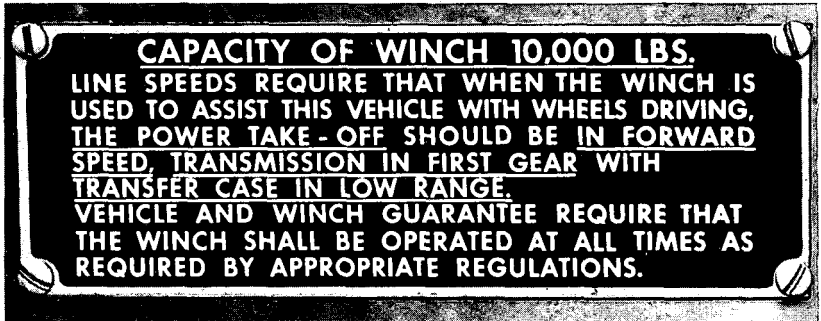 CAPACITY OF WINCH 10,000 LBS.
LINE SPEEDS REQUIRE THAT WHEN THE WINCH IS
USED TO ASSIST THIS VEHICLE WITH WHEELS DRIVING,
THE POWER TAKE-OFF SHOULD BE IN FORWARD
SPEED, TRANSMISSION IN FIRST GEAR WITH
TRANSFER CASE IN LOW RANGE.
VEHICLE AND WINCH GUARANTEE REQUIRE THAT
THE WINCH SHALL BE OPERATED AT ALL TIMES AS
REQUIRED BY APPROPRIATE REGULATIONS.